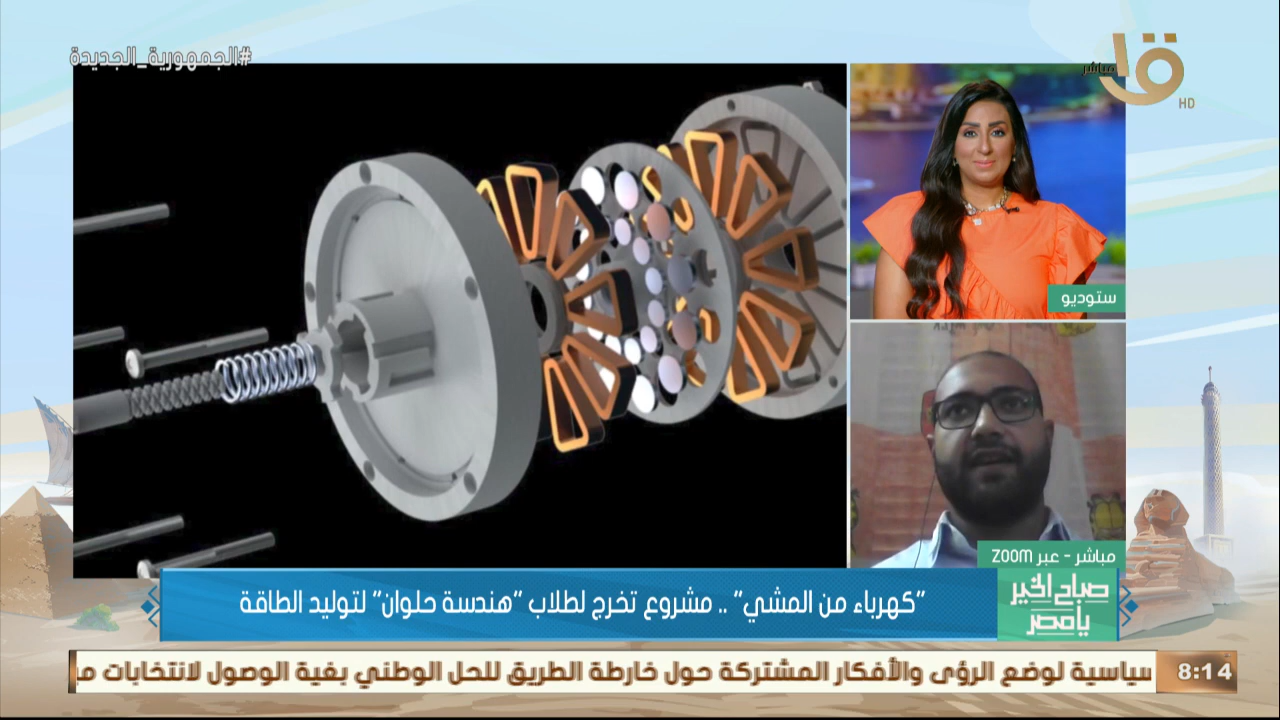 #الجمهورية_الجديدة
مباشر
HD
ستوديو
مباشر - عبر ZOOM
صباح الخير
يا مصر
"كهرباء من المشي" .. مشروع تخرج لطلاب "هندسة حلوان" لتوليد الطاقة
سياسية لوضع الرؤى والأفكار المشتركة حول خارطة الطريق للحل الوطني بغية الوصول لانتخابات
8:14